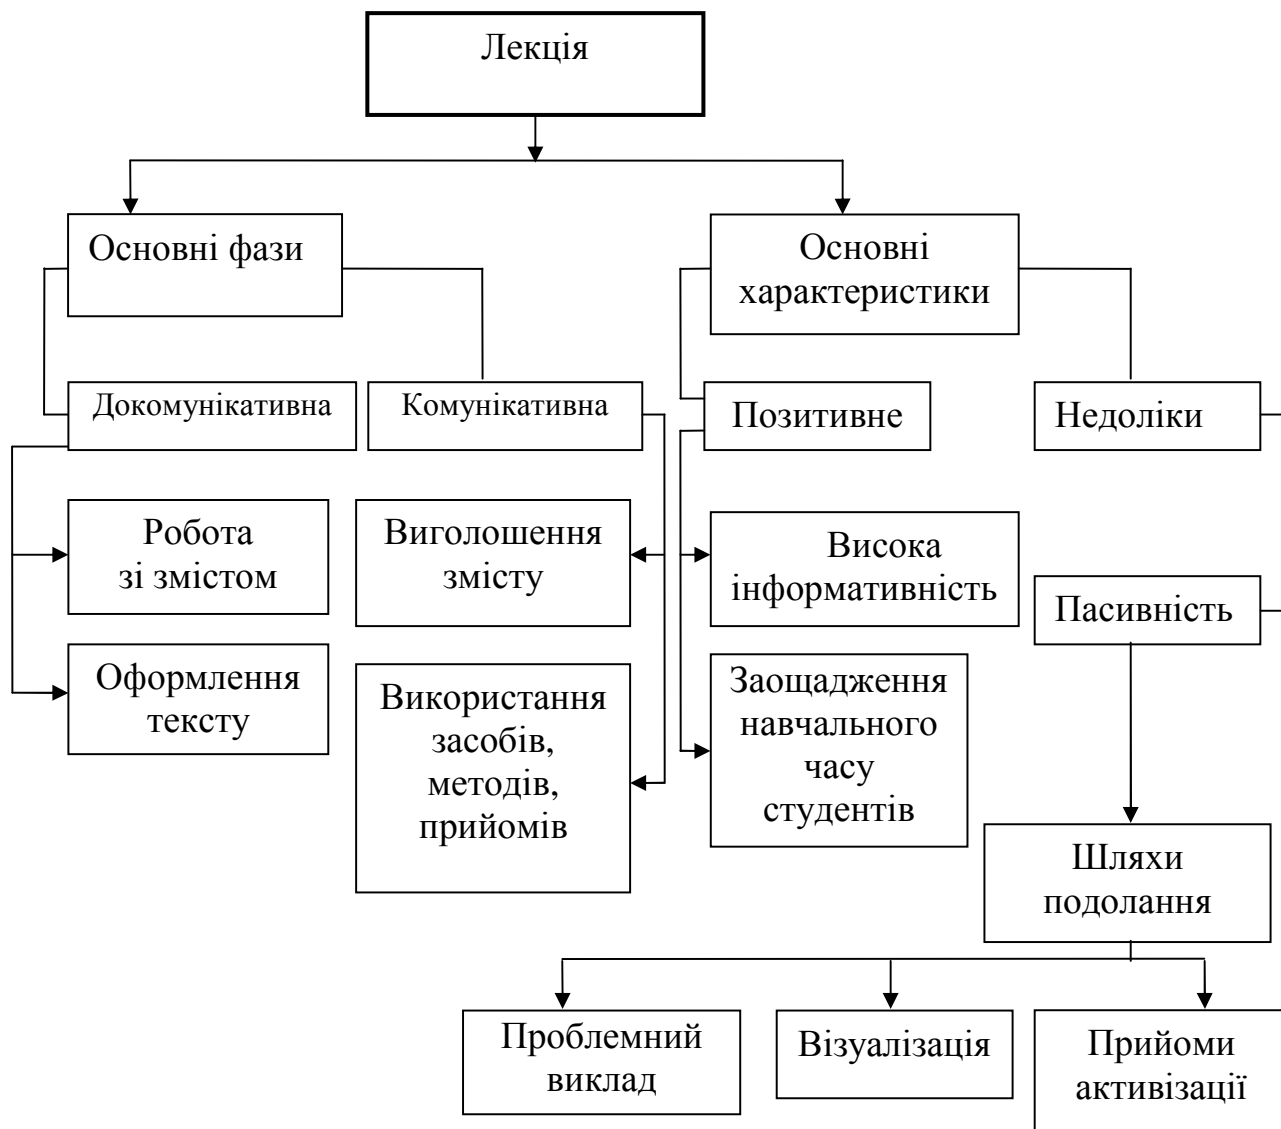 Лекція
Основні фази
Основні
характеристики
Докомунікативна
Комунікативна
Позитивне
Недоліки
Робота
зі змістом
Виголошення
змісту
Висока
інформативність
Пасивність
Оформлення
тексту
Використання
засобів,
методів,
прийомів
Заощадження
навчального
часу
студентів
Шляхи
подолання
Проблемний
виклад
Візуалізація
Прийоми
активізації